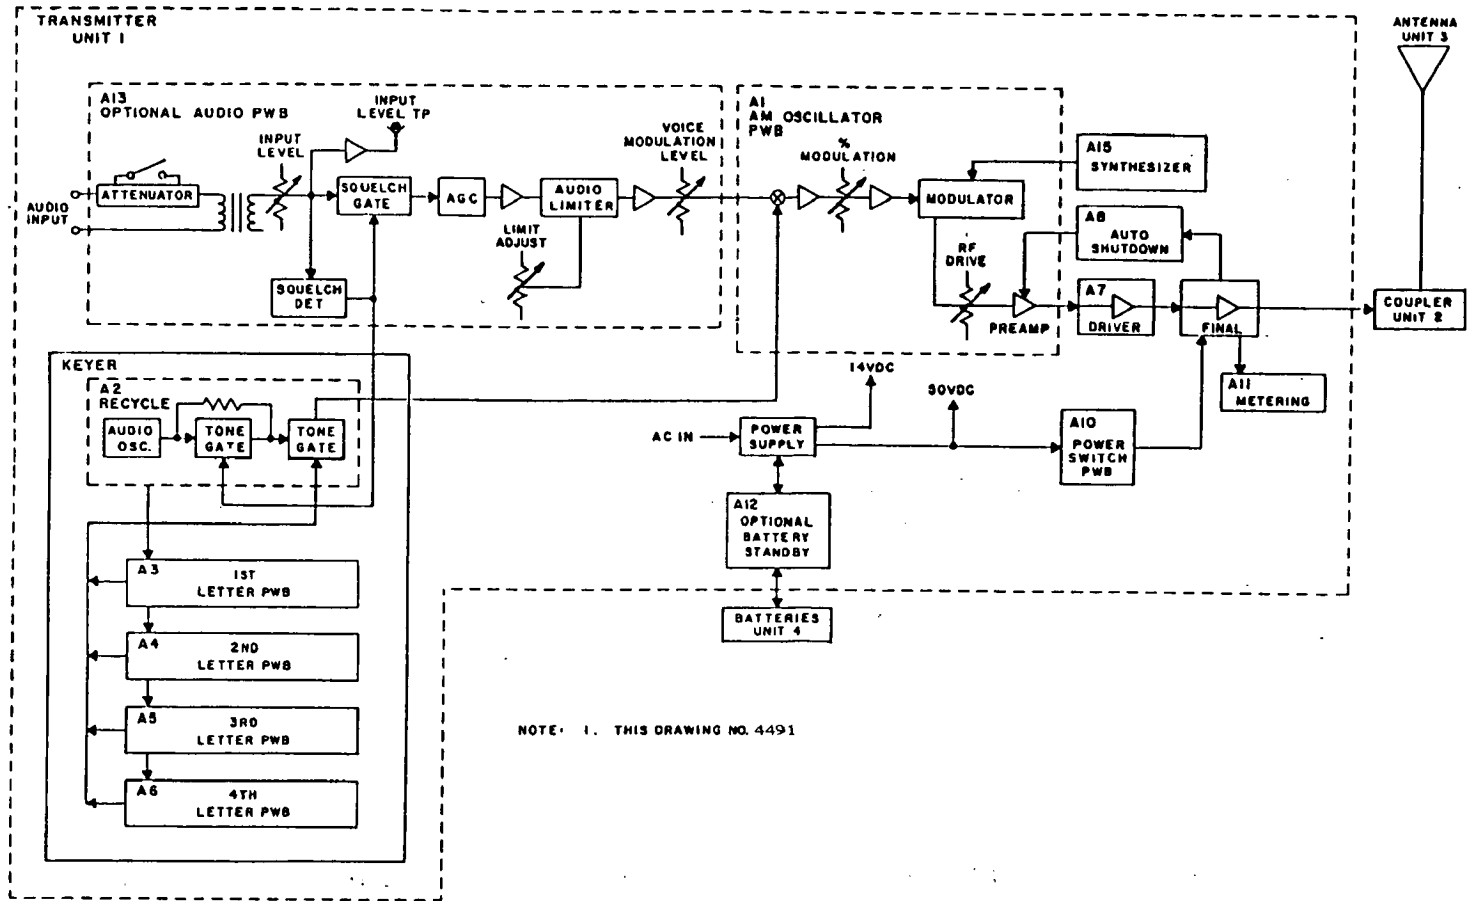 TRANSMITTER
UNIT 1
ANTENNA
UNIT 3
A13
OPTIONAL AUDIO PWB
INPUT
LEVEL TP
INPUT
LEVEL
VOICE
MODULATION
LEVEL
ATTENUATOR
AUDIO
INPUT
SQUELCH
GATE
AGC
AUDIO
LIMITER
LIMIT
ADJUST
SQUELCH
DET
A1
AM OSCILLATOR
PWB
%
MODULATION
MODULATOR
RF
DRIVE
PREAMP
A15
SYNTHESIZER
A8
AUTO
SHUTDOWN
A7
DRIVER
FINAL
COUPLER
UNIT 2
A11
METERING
KEYER
A2
RECYCLE
AUDIO
OSC.
TONE
GATE
TONE
GATE
14VDC
50VDC
AC IN
POWER
SUPPLY
A10
POWER
SWITCH
PWB
A12
OPTIONAL
BATTERY
STANDBY
BATTERIES
UNIT 4
A3
1ST
LETTER PWB
A4
2ND
LETTER PWB
A5
3RD
LETTER PWB
A6
4TH
LETTER PWB
NOTE: 1. THIS DRAWING NO. 4491